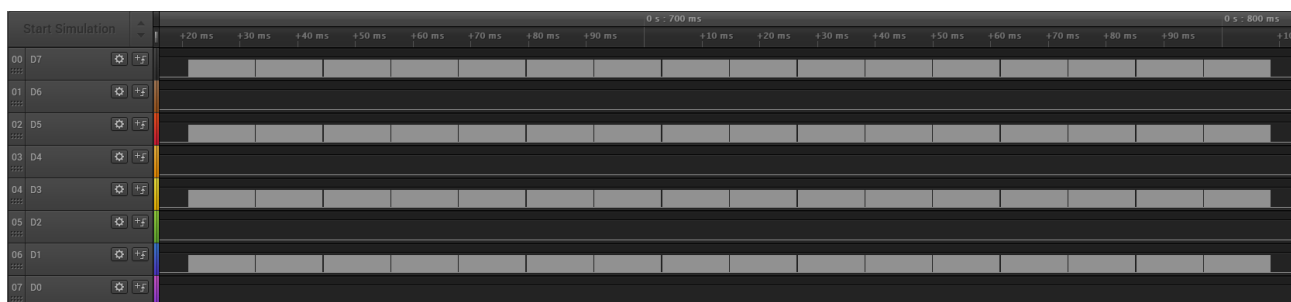 Start Simulation
0 s : 700 ms
0 s : 800 ms
+20 ms +30 ms +40 ms +50 ms +60 ms +70 ms +80 ms +90 ms +10 ms +20 ms +30 ms +40 ms +50 ms +60 ms +70 ms +80 ms +90 ms
00 D7
01 D6
02 D5
03 D4
04 D3
05 D2
06 D1
07 D0